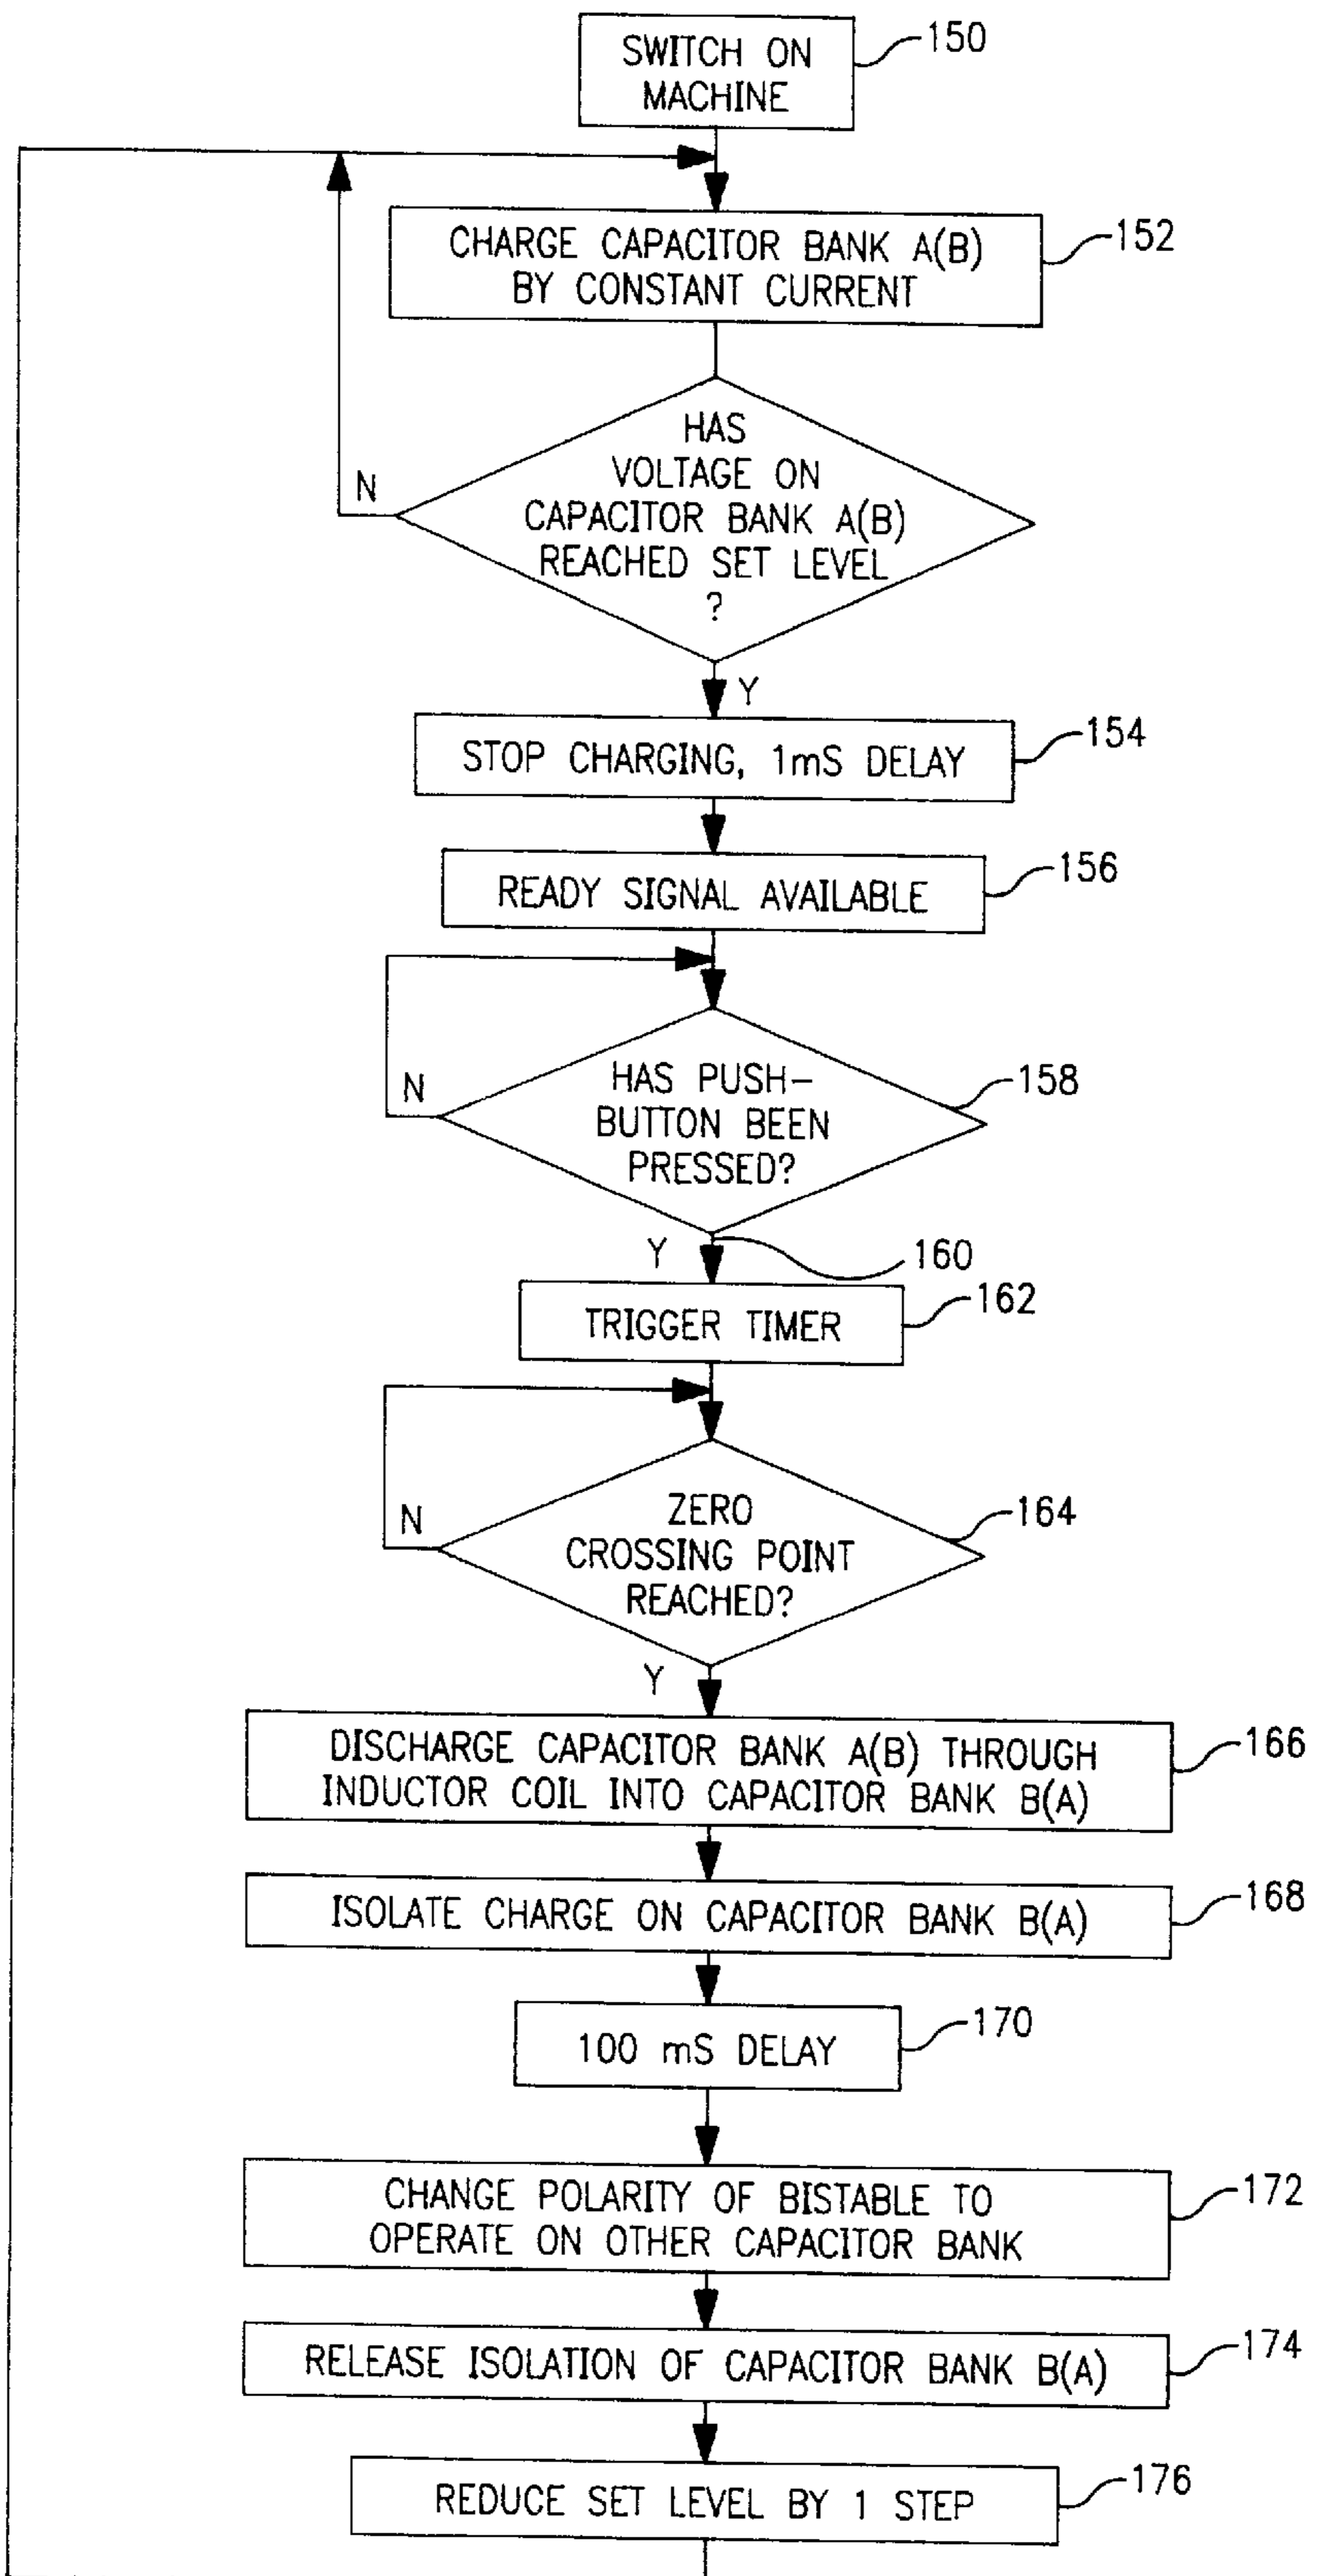 SWITCH ON
MACHINE
150
CHARGE CAPACITOR BANK A(B)
BY CONSTANT CURRENT
152
HAS
VOLTAGE ON
CAPACITOR BANK A(B)
REACHED SET LEVEL
?
N
Y
STOP CHARGING, 1mS DELAY
154
READY SIGNAL AVAILABLE
156
HAS PUSH-
BUTTON BEEN
PRESSED?
158
N
Y
160
TRIGGER TIMER
162
ZERO
CROSSING POINT
REACHED?
164
N
Y
DISCHARGE CAPACITOR BANK A(B) THROUGH
INDUCTOR COIL INTO CAPACITOR BANK B(A)
166
ISOLATE CHARGE ON CAPACITOR BANK B(A)
168
100 mS DELAY
170
CHANGE POLARITY OF BISTABLE TO
OPERATE ON OTHER CAPACITOR BANK
172
RELEASE ISOLATION OF CAPACITOR BANK B(A)
174
REDUCE SET LEVEL BY 1 STEP
176